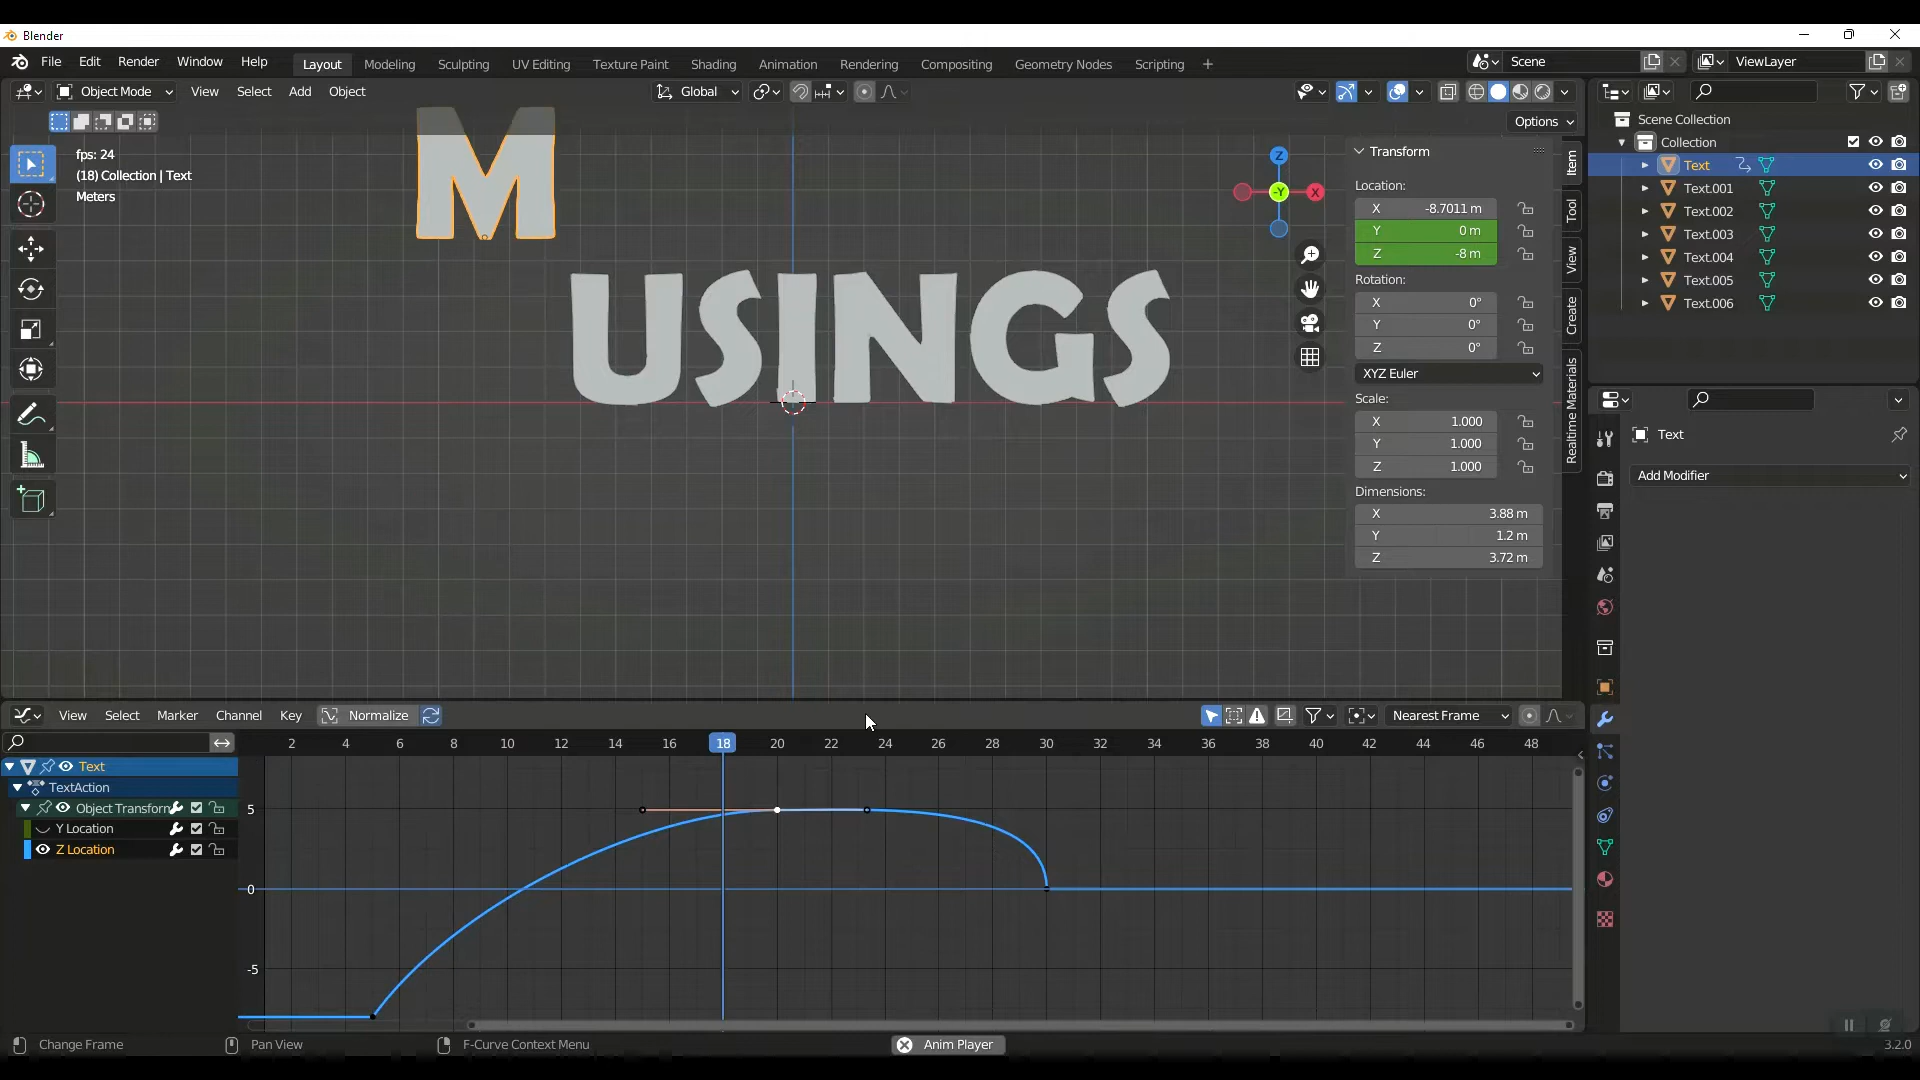 Blender
File Edit Render Window Help Layout Modeling Sculpting UV Editing Texture Paint Shading Animation Rendering Compositing Geometry Nodes Scripting + Scene ViewLayer
Object Mode View Select Add Object Global
Options
fps: 24
(18) Collection | Text
Meters
M
USINGS
Z
-Y
X
Transform
Location:
X -8.7011 m
Y 0 m
Z -8 m
Rotation:
X 0°
Y 0°
Z 0°
XYZ Euler
Scale:
X 1.000
Y 1.000
Z 1.000
Dimensions:
X 3.88 m
Y 1.2 m
Z 3.72 m
Item
Tool
View
Create
Realtime Materials
Scene Collection
Collection
Text
Text.001
Text.002
Text.003
Text.004
Text.005
Text.006
Text
Add Modifier
View Select Marker Channel Key Normalize Nearest Frame
2 4 6 8 10 12 14 16 18 20 22 24 26 28 30 32 34 36 38 40 42 44 46 48
Text
TextAction
Object Transforn
Y Location
Z Location
5
0
-5
Change Frame Pan View F-Curve Context Menu Anim Player 3.2.0